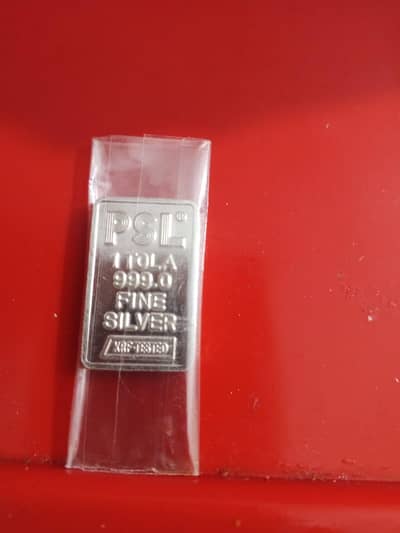 PSL®
1 TOLA
999.0
FINE
SILVER
XRF-TESTED